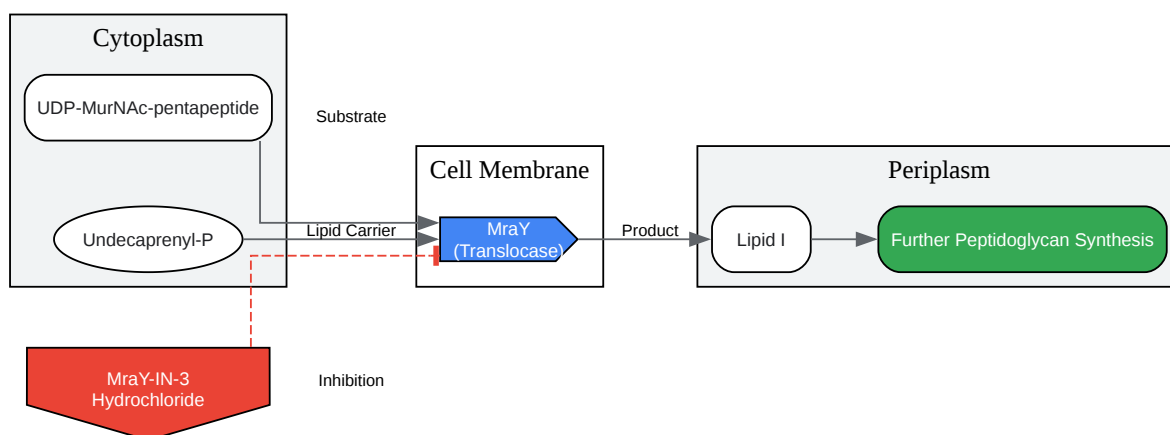 Cytoplasm
UDP-MurNAc-pentapeptide
Substrate
Cell Membrane
Periplasm
Undecaprenyl-P
Lipid Carrier
MraY
(Translocase)
Product
Lipid I
Further Peptidoglycan Synthesis
MraY-IN-3
Hydrochloride
Inhibition